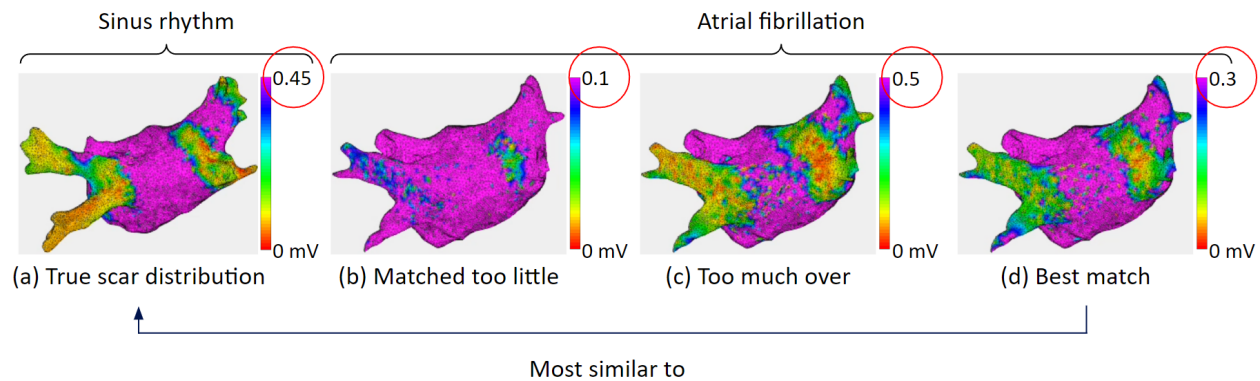 Sinus rhythm
Atrial fibrillation
0.45
0.1
0.5
0.3
0 mV
0 mV
0 mV
0 mV
(a) True scar distribution
(b) Matched too little
(c) Too much over
(d) Best match
Most similar to